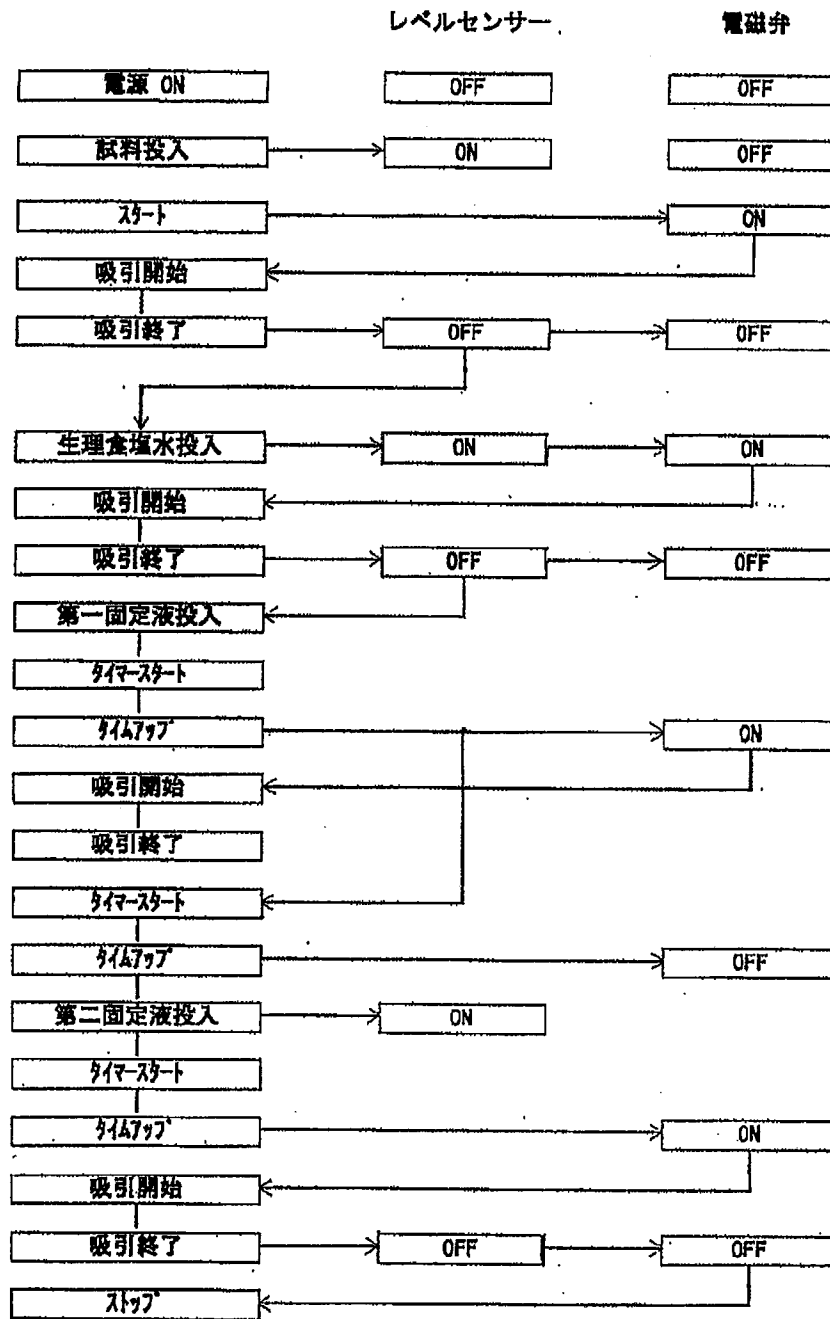 レベルセンサー 電磁弁
電源 ON OFF OFF
試料投入 ON OFF
スタート ON
吸引開始
吸引終了 OFF OFF
生理食塩水投入 ON ON
吸引開始
吸引終了 OFF OFF
第一固定液投入
タイマースタート
タイムアップ ON
吸引開始
吸引終了
タイマースタート
タイムアップ OFF
第二固定液投入 ON
タイマースタート
タイムアップ ON
吸引開始
吸引終了 OFF OFF
ストップ